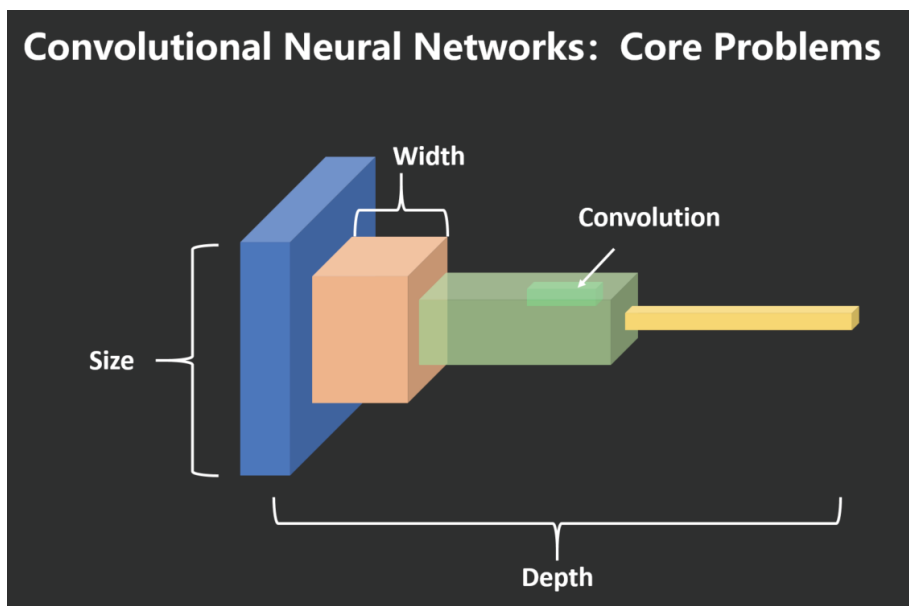 Convolutional Neural Networks: Core Problems
Width
Convolution
Size
Depth